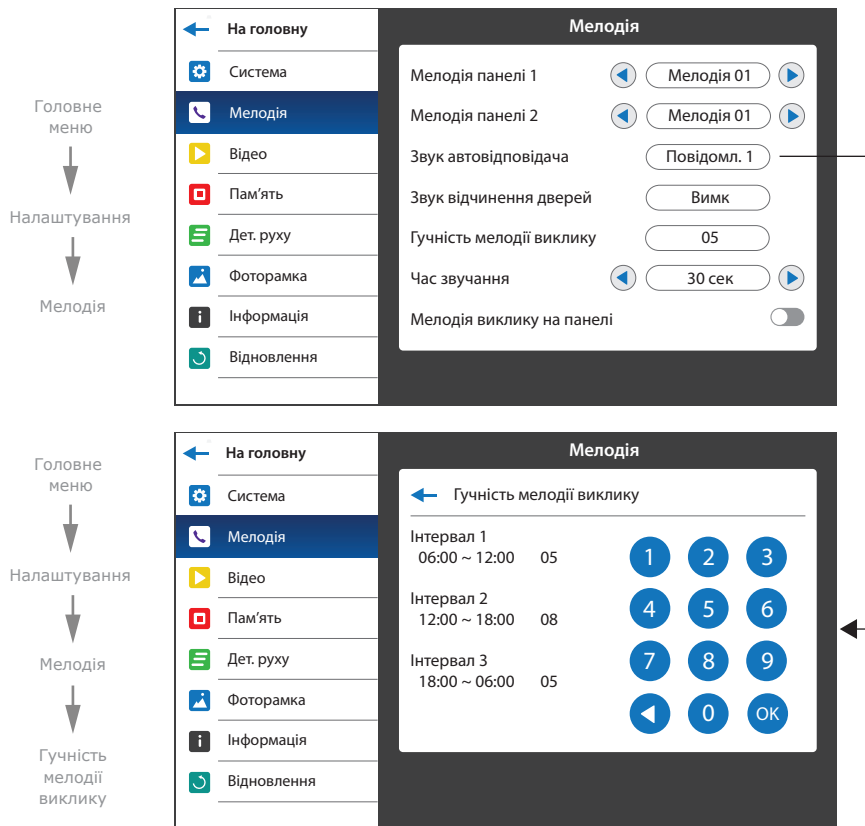 Головне
меню
Налаштування
Мелодія
На головну
Система
Мелодія
Відео
Пам'ять
Дет. руху
Фоторамка
Інформація
Відновлення
Мелодія
Мелодія панелі 1 Мелодія 01
Мелодія панелі 2 Мелодія 01
Звук автовідповідача Повідомл. 1
Звук відчинення дверей Вимк
Гучність мелодії виклику 05
Час звучання 30 сек
Мелодія виклику на панелі
Головне
меню
Налаштування
Мелодія
Гучність
мелодії
виклику
На головну
Система
Мелодія
Відео
Пам'ять
Дет. руху
Фоторамка
Інформація
Відновлення
Мелодія
Гучність мелодії виклику
Інтервал 1
06:00 ~ 12:00 05
Інтервал 2
12:00 ~ 18:00 08
Інтервал 3
18:00 ~ 06:00 05
1 2 3
4 5 6
7 8 9
0 OK